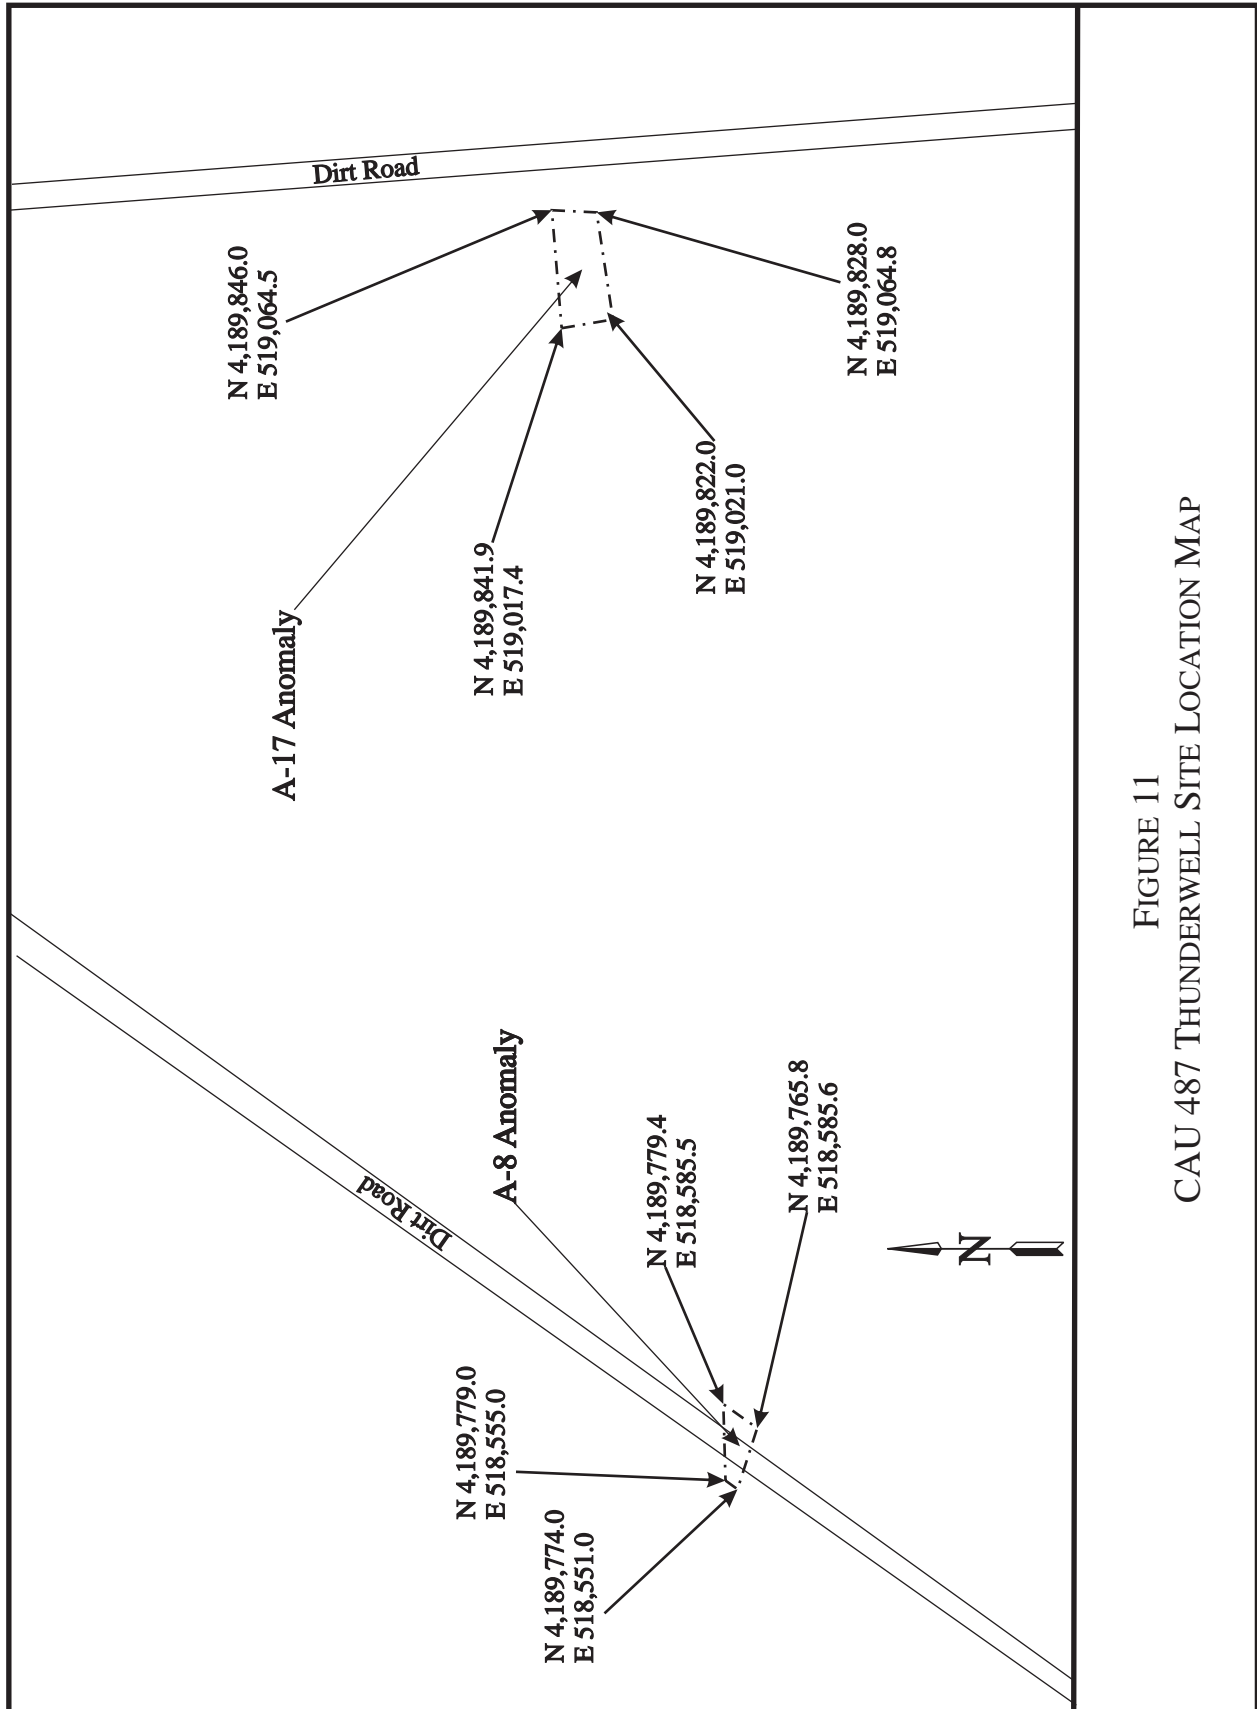 Dirt Road
N 4,189,846.0
E 519,064.5
N 4,189,828.0
E 519,064.8
A-17 Anomaly
N 4,189,841.9
E 519,017.4
N 4,189,822.0
E 519,021.0
Dirt Road
A-8 Anomaly
N 4,189,779.4
E 518,585.5
N 4,189,765.8
E 518,585.6
N 4,189,779.0
E 518,555.0
N 4,189,774.0
E 518,551.0
N
FIGURE 11
CAU 487 THUNDERWELL SITE LOCATION MAP